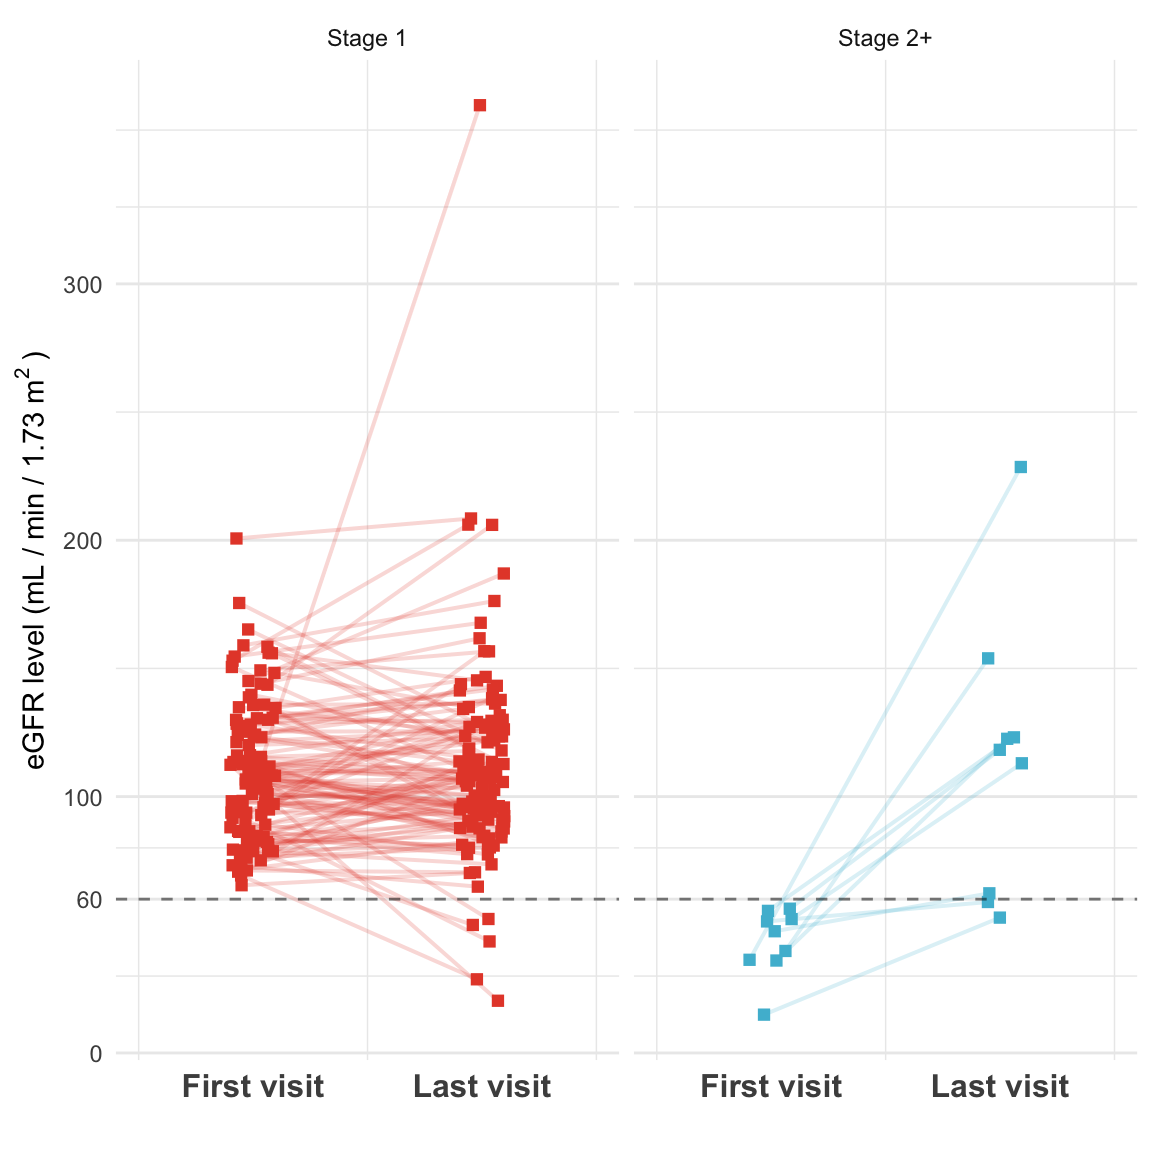 Stage 1
Stage 2+
eGFR level (mL / min / 1.73 m² )
300
200
100
60
0
First visit
Last visit
First visit
Last visit